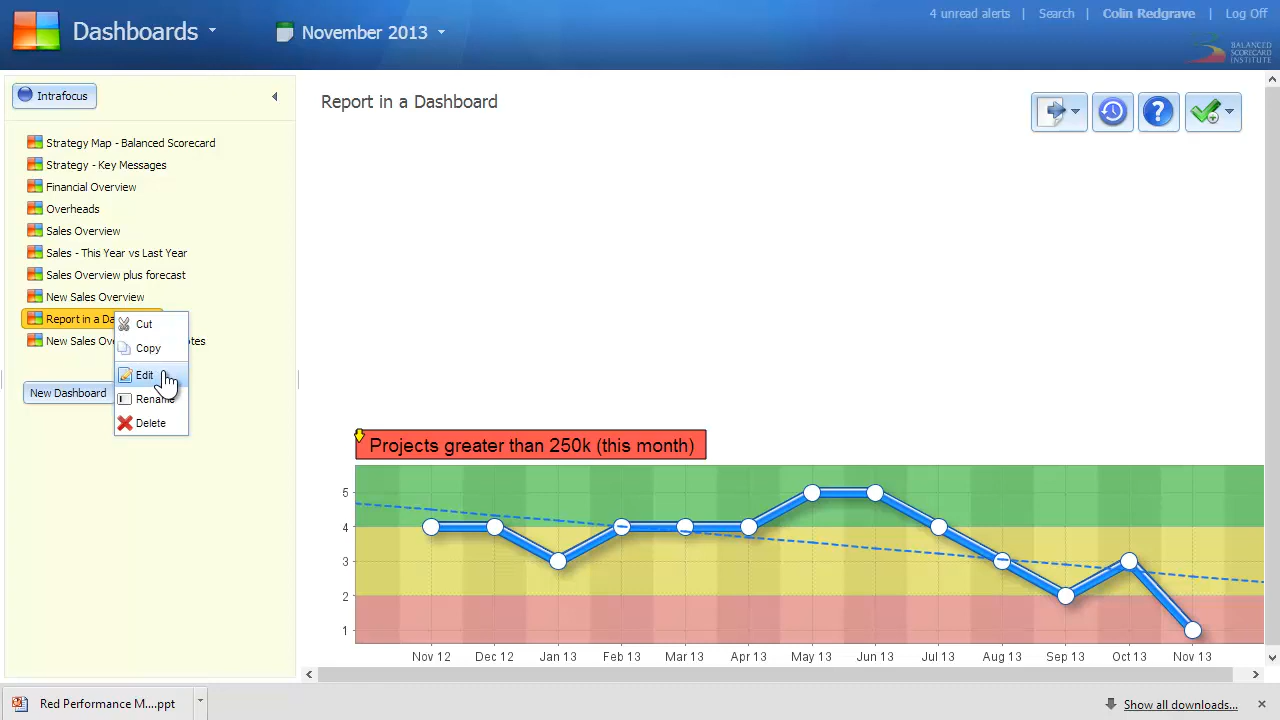 Dashboards
November 2013
4 unread alerts | Search | Colin Redgrave | Log Off
BALANCED
SCORECARD
INSTITUTE
Intrafocus
Report in a Dashboard
Strategy Map - Balanced Scorecard
Strategy - Key Messages
Financial Overview
Overheads
Sales Overview
Sales - This Year vs Last Year
Sales Overview plus forecast
New Sales Overview
Report in a Da
New Sales Ov
otes
New Dashboard
Cut
Copy
Edit
Rename
Delete
Projects greater than 250k (this month)
5
4
3
2
1
Nov 12 Dec 12 Jan 13 Feb 13 Mar 13 Apr 13 May 13 Jun 13 Jul 13 Aug 13 Sep 13 Oct 13 Nov 13
Red Performance M....ppt
Show all downloads...